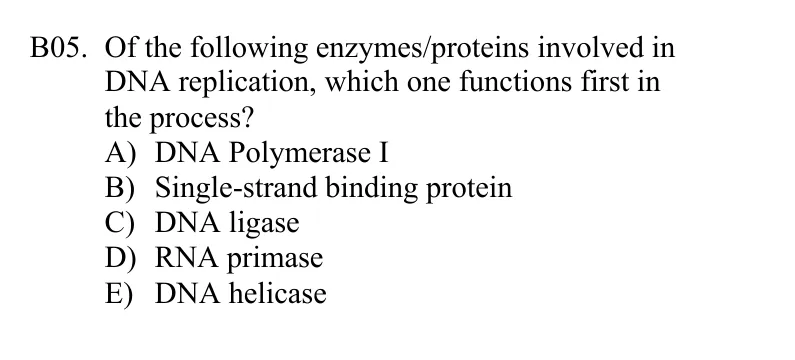 B05. Of the following enzymes/proteins involved in
DNA replication, which one functions first in
the process?
A) DNA Polymerase I
B) Single-strand binding protein
C) DNA ligase
D) RNA primase
E) DNA helicase